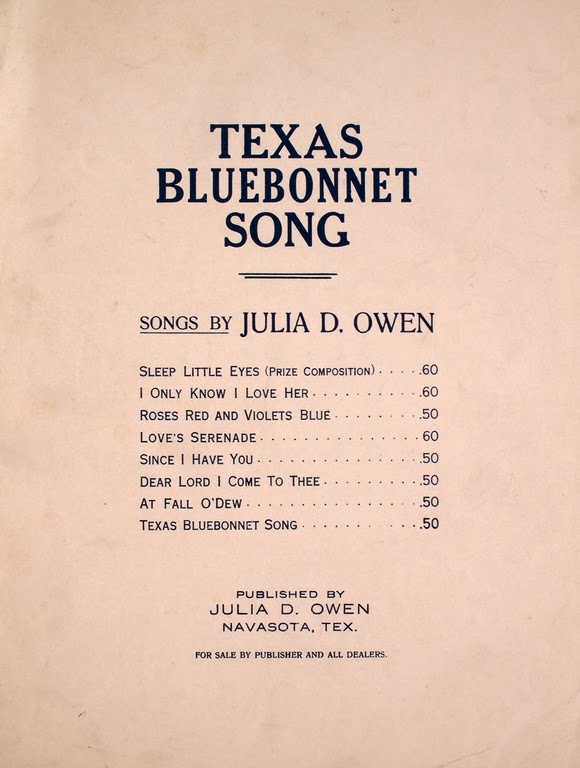 TEXAS
BLUEBONNET
SONG
SONGS BY JULIA D. OWEN
SLEEP LITTLE EYES (PRIZE COMPOSITION) . . . . .60
I ONLY KNOW I LOVE HER . . . . . . . . . . .60
ROSES RED AND VIOLETS BLUE . . . . . . . . .50
LOVE'S SERENADE . . . . . . . . . . . . . . . 60
SINCE I HAVE YOU . . . . . . . . . . . . . . .50
DEAR LORD I COME TO THEE . . . . . . . . . .50
AT FALL O'DEW . . . . . . . . . . . . . . . . .50
TEXAS BLUEBONNET SONG . . . . . . . . . . . .50
PUBLISHED BY
JULIA D. OWEN
NAVASOTA, TEX.
FOR SALE BY PUBLISHER AND ALL DEALERS.